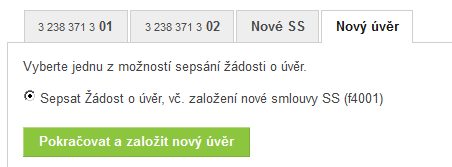 3 238 371 3 01 3 238 371 3 02 Nové SS Nový úvěr
Vyberte jednu z možností sepsání žádosti o úvěr.
Sepsat Žádost o úvěr, vč. založení nové smlouvy SS (f4001)
Pokračovat a založit nový úvěr